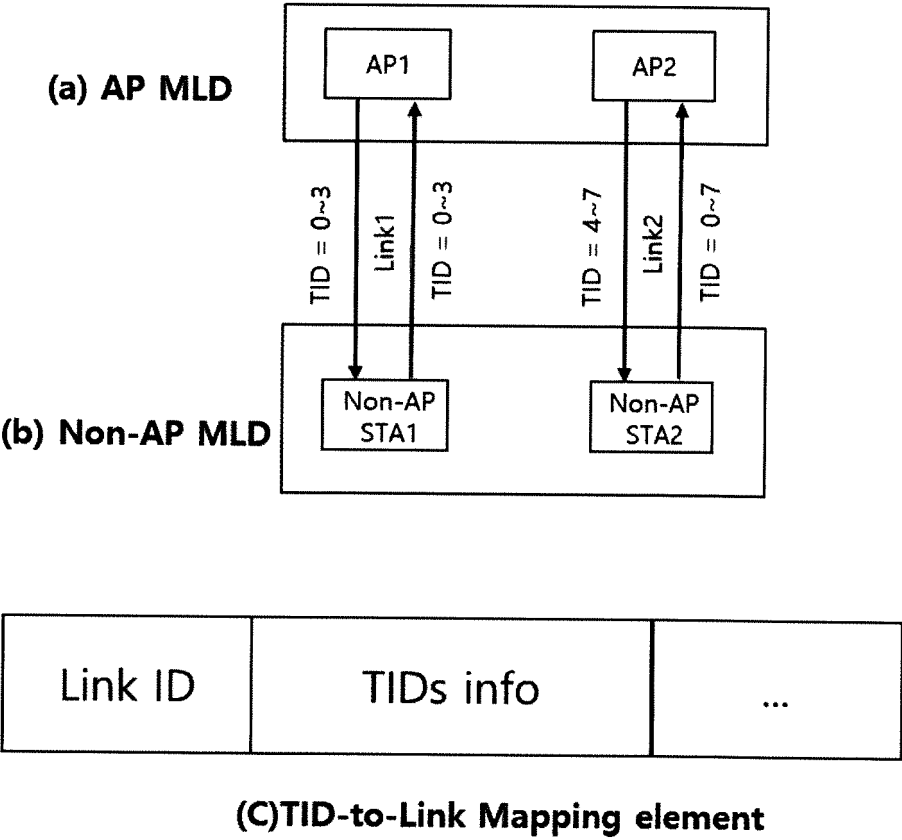 (a) AP MLD
AP1
AP2
TID = 0~3
Link1
TID = 0~3
TID = 4~7
Link2
TID = 0~7
(b) Non-AP MLD
Non-AP
STA1
Non-AP
STA2
Link ID
TIDs info
...
(C)TID-to-Link Mapping element